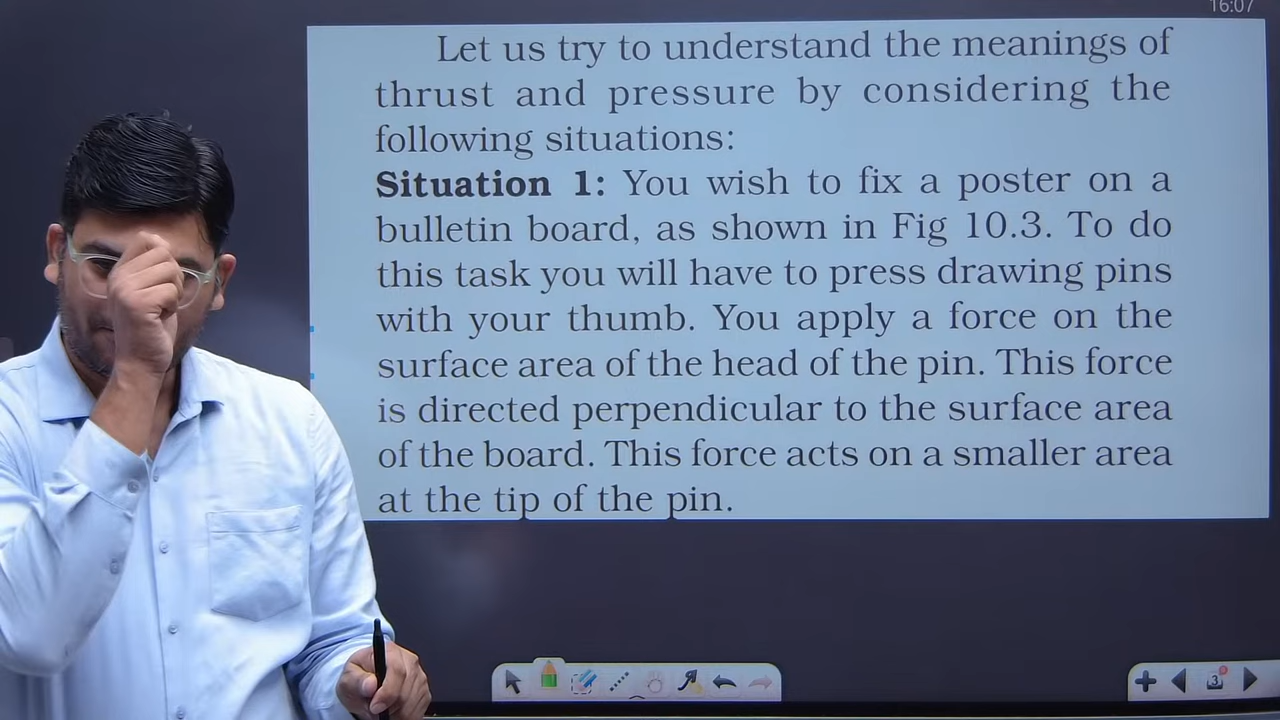 16:07
Let us try to understand the meanings of
thrust and pressure by considering the
following situations:
Situation 1: You wish to fix a poster on a
bulletin board, as shown in Fig 10.3. To do
this task you will have to press drawing pins
with your thumb. You apply a force on the
surface area of the head of the pin. This force
is directed perpendicular to the surface area
of the board. This force acts on a smaller area
at the tip of the pin.
3